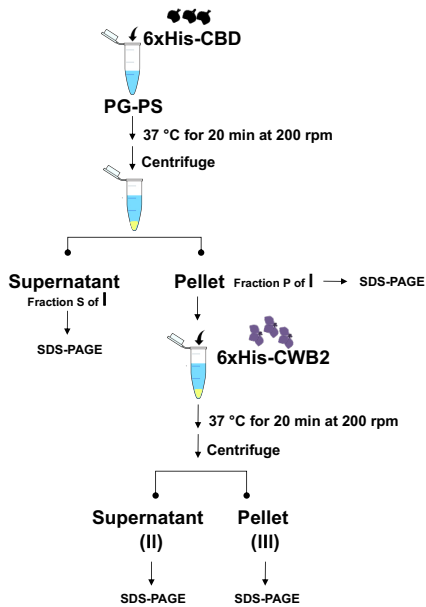 6xHis-CBD
PG-PS
37 °C for 20 min at 200 rpm
Centrifuge
Supernatant
Fraction S of I
SDS-PAGE
Pellet Fraction P of I SDS-PAGE
6xHis-CWB2
37 °C for 20 min at 200 rpm
Centrifuge
Supernatant
(II)
Pellet
(III)
SDS-PAGE
SDS-PAGE